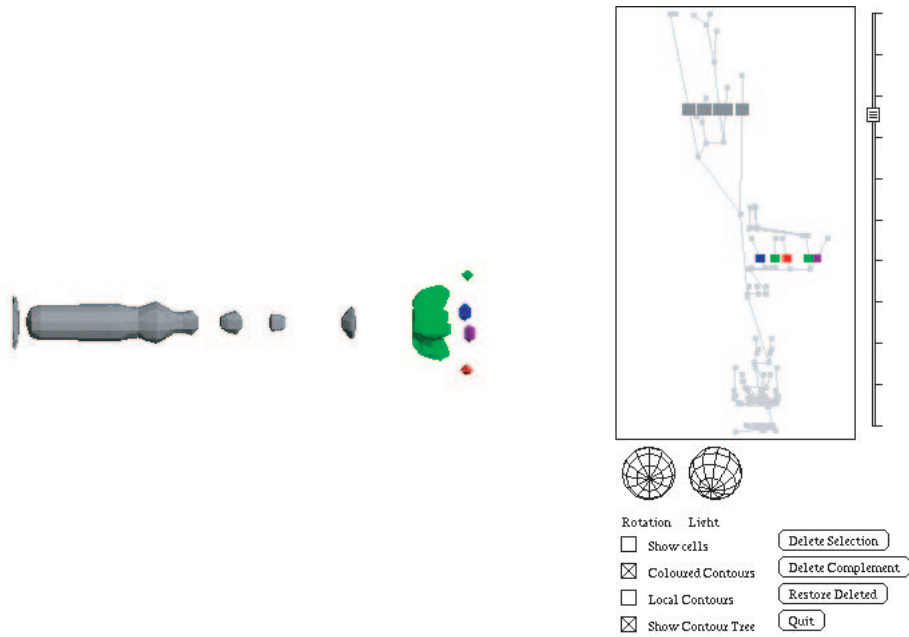 Rotation Light
Show cells
Coloured Contours
Local Contours
Show Contour Tree
Delete Selection
Delete Complement
Restore Deleted
Quit